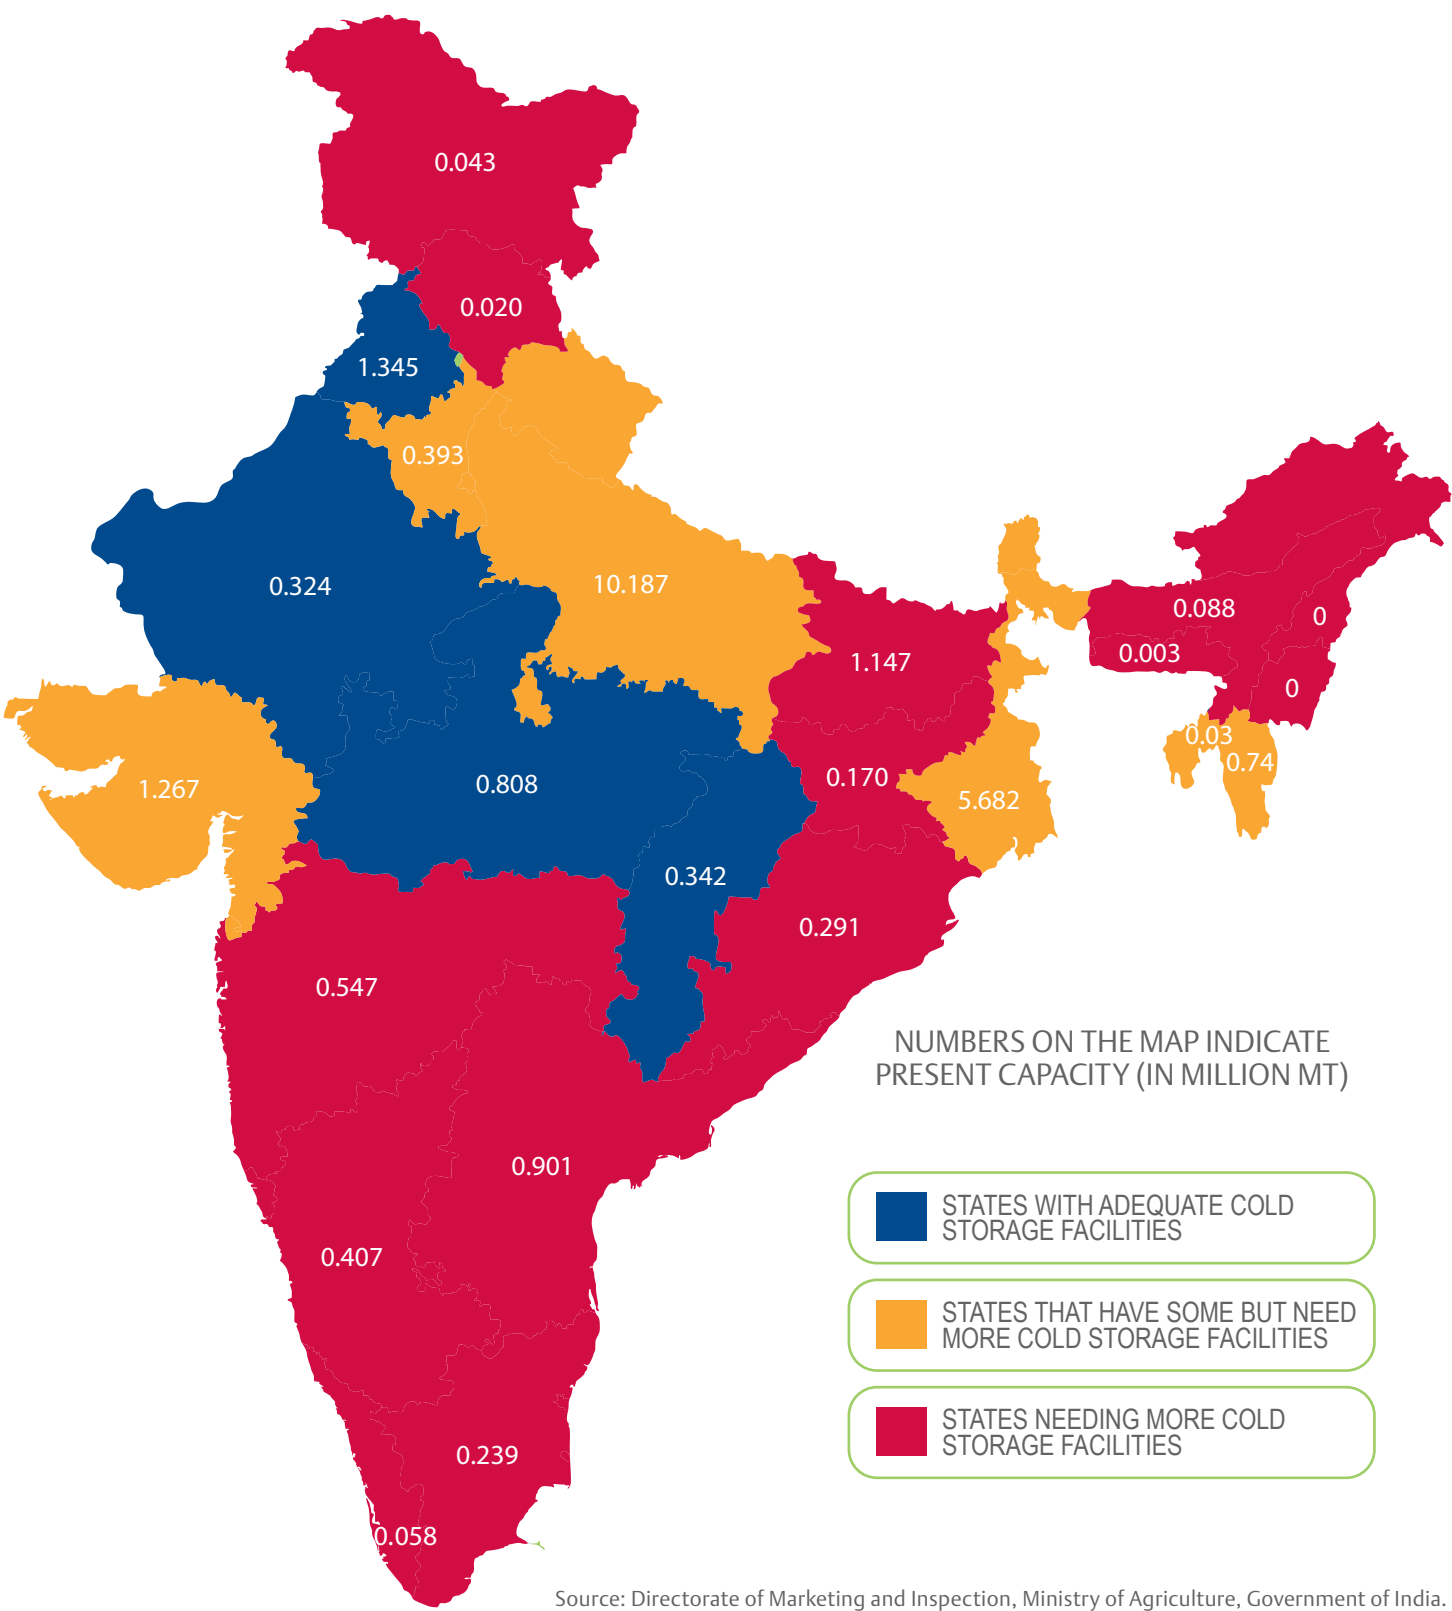 0.043
0.020
1.345
0.393
0.324
10.187
0.088
0
1.147
0.003
0
0.03
0.74
1.267
0.808
0.170
5.682
0.342
0.291
0.547
NUMBERS ON THE MAP INDICATE
PRESENT CAPACITY (IN MILLION MT)
0.901
0.407
STATES WITH ADEQUATE COLD
STORAGE FACILITIES
STATES THAT HAVE SOME BUT NEED
MORE COLD STORAGE FACILITIES
STATES NEEDING MORE COLD
STORAGE FACILITIES
0.239
0.058
Source: Directorate of Marketing and Inspection, Ministry of Agriculture, Government of India.